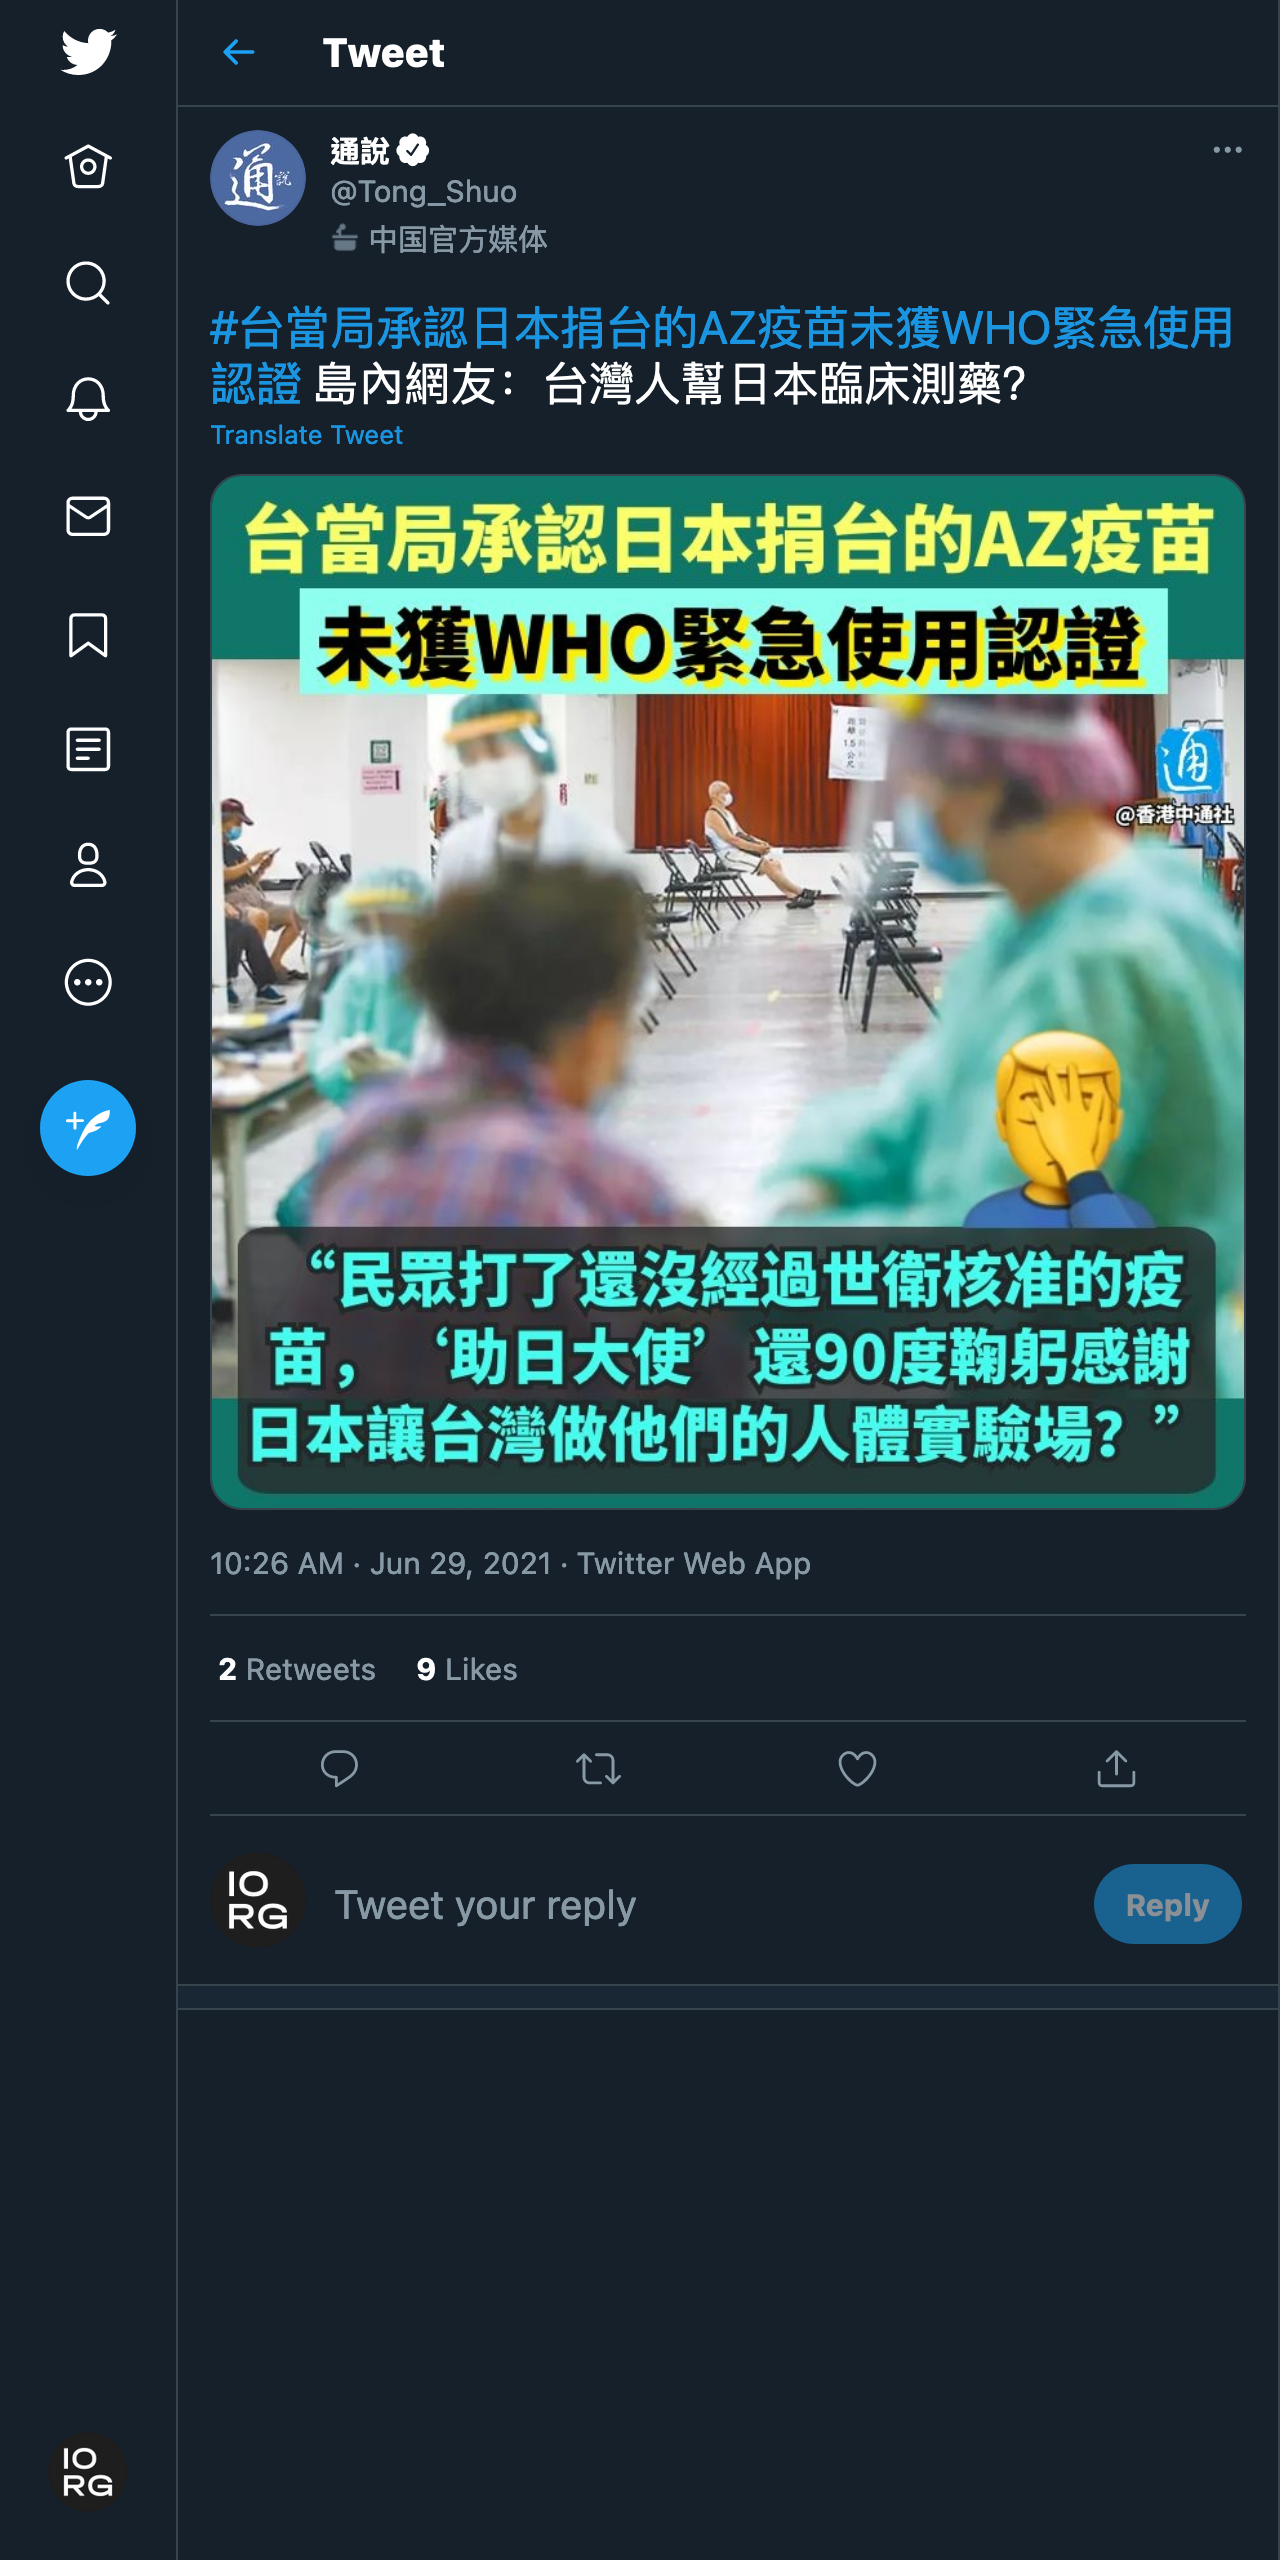 Tweet
通 説
通說
@Tong_Shuo
中国官方媒体
#台當局承認日本捐台的AZ疫苗未獲WHO緊急使用
認證 島內網友：台灣人幫日本臨床測藥？
Translate Tweet
台當局承認日本捐台的AZ疫苗
未獲WHO緊急使用認證
1.5
公尺
通
@香港中通社
“民眾打了還沒經過世衛核准的疫
苗，‘助日大使’還90度鞠躬感謝
日本讓台灣做他們的人體實驗場？”
10:26 AM · Jun 29, 2021 · Twitter Web App
2 Retweets 9 Likes
IO
RG
Tweet your reply
Reply
IO
RG